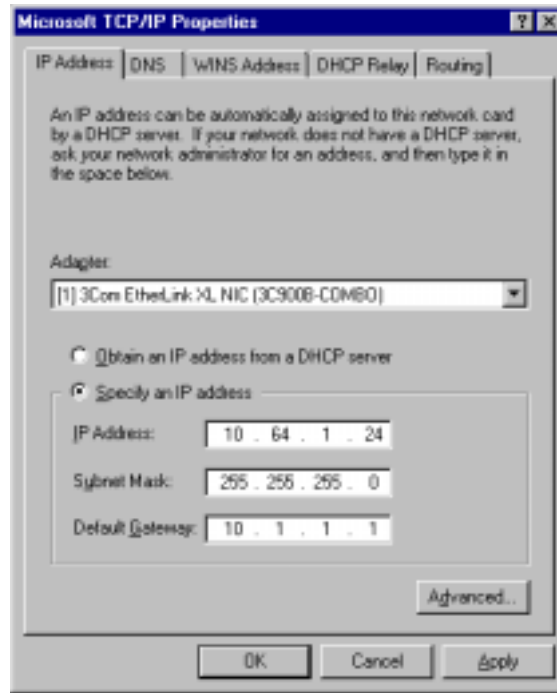 Microsoft TCP/IP Properties
IP Address DNS WINS Address DHCP Relay Routing
An IP address can be automatically assigned to this network card
by a DHCP server. If your network does not have a DHCP server,
ask your network administrator for an address, and then type it in
the space below.
Adapter:
[1] 3Com EtherLink XL NIC (3C900B-COMBO)
Obtain an IP address from a DHCP server
Specify an IP address
IP Address: 10 . 64 . 1 . 24
Subnet Mask: 255 . 255 . 255 . 0
Default Gateway: 10 . 1 . 1 . 1
Advanced...
OK Cancel Apply